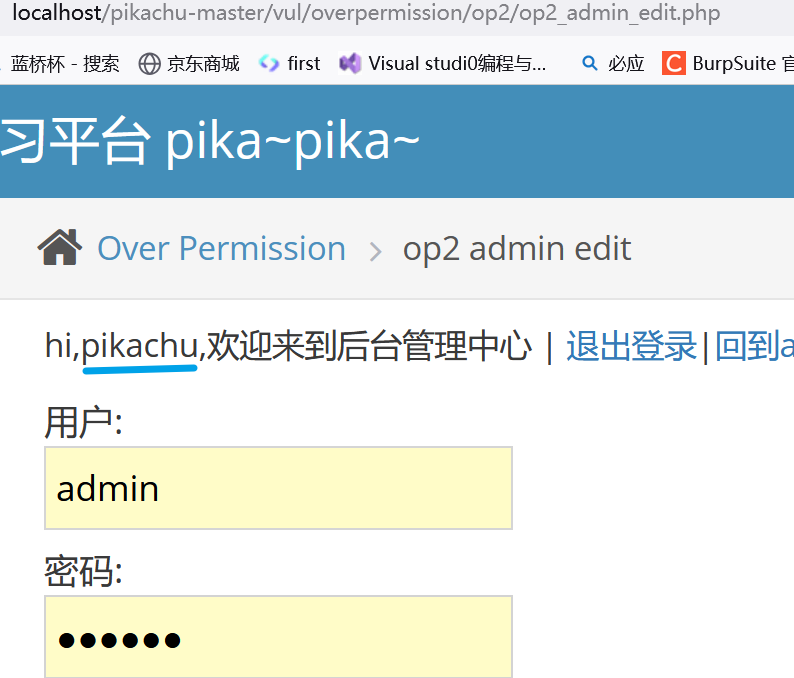 localhost/pikachu-master/vul/overpermission/op2/op2_admin_edit.php
蓝桥杯 - 搜索 京东商城 first Visual studi0编程与... 必应 C BurpSuite 官
习平台 pika~pika~
Over Permission > op2 admin edit
hi,pikachu,欢迎来到后台管理中心 | 退出登录|回到a
用户:
admin
密码:
●●●●●●